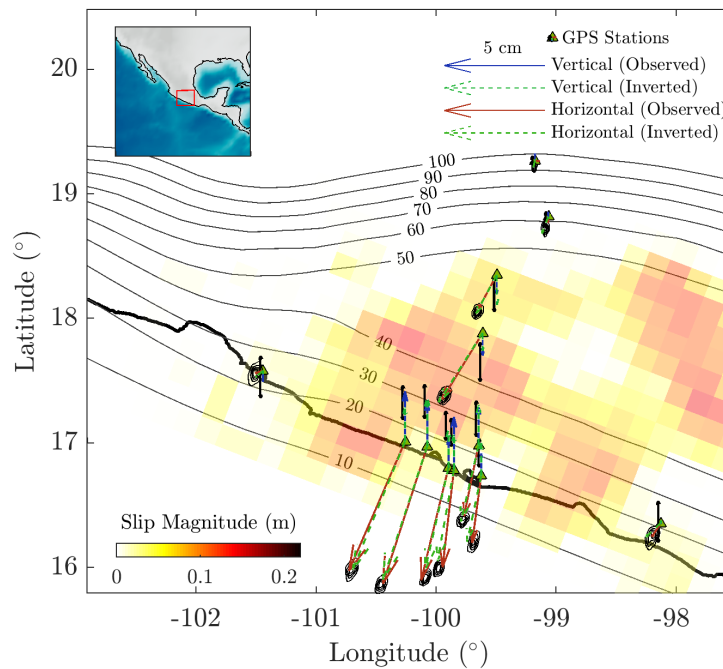 20
19
18
17
16
Latitude (°)
5 cm
GPS Stations
Vertical (Observed)
Vertical (Inverted)
Horizontal (Observed)
Horizontal (Inverted)
100
90
80
70
60
50
40
30
20
10
Slip Magnitude (m)
0 0.1 0.2
-102 -101 -100 -99 -98
Longitude (°)